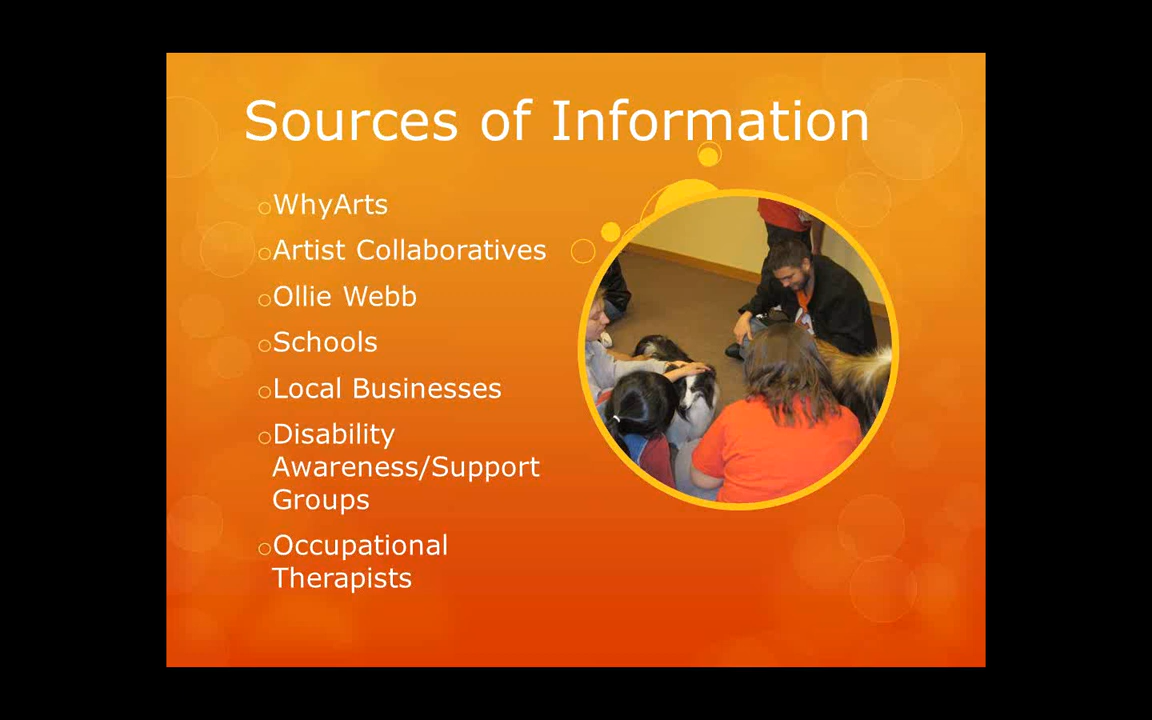 Sources of Information
WhyArts
Artist Collaboratives
Ollie Webb
Schools
Local Businesses
Disability
Awareness/Support
Groups
Occupational
Therapists